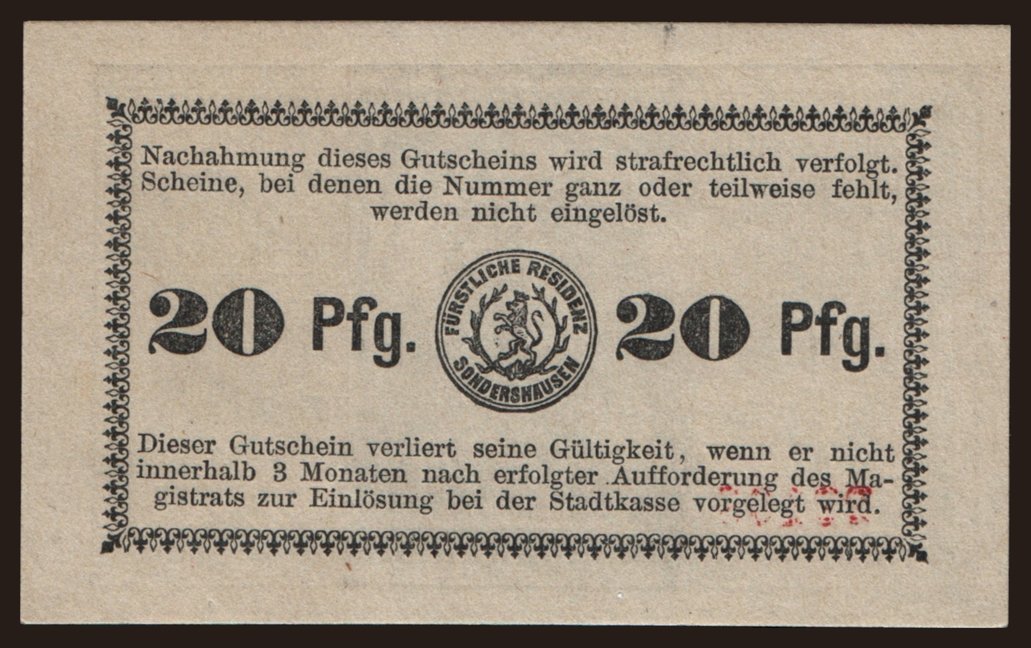 Nachahmung dieses Gutscheins wird strafrechtlich verfolgt.
Scheine, bei denen die Nummer ganz oder teilweise fehlt,
werden nicht eingelöst.
20 Pfg.
FÜRSTLICHE RESIDENZ
SONDERSHAUSEN
20 Pfg.
Dieser Gutschein verliert seine Gültigkeit, wenn er nicht
innerhalb 3 Monaten nach erfolgter Aufforderung des Ma-
gistrats zur Einlösung bei der Stadtkasse vorgelegt wird.